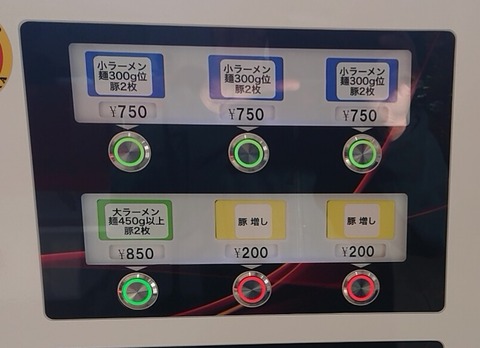 小ラーメン
麺300g位
豚2枚
¥750
小ラーメン
麺300g位
豚2枚
¥750
小ラーメン
麺300g位
豚2枚
¥750
大ラーメン
麺450g以上
豚2枚
¥850
豚 増し
¥200
豚 増し
¥200